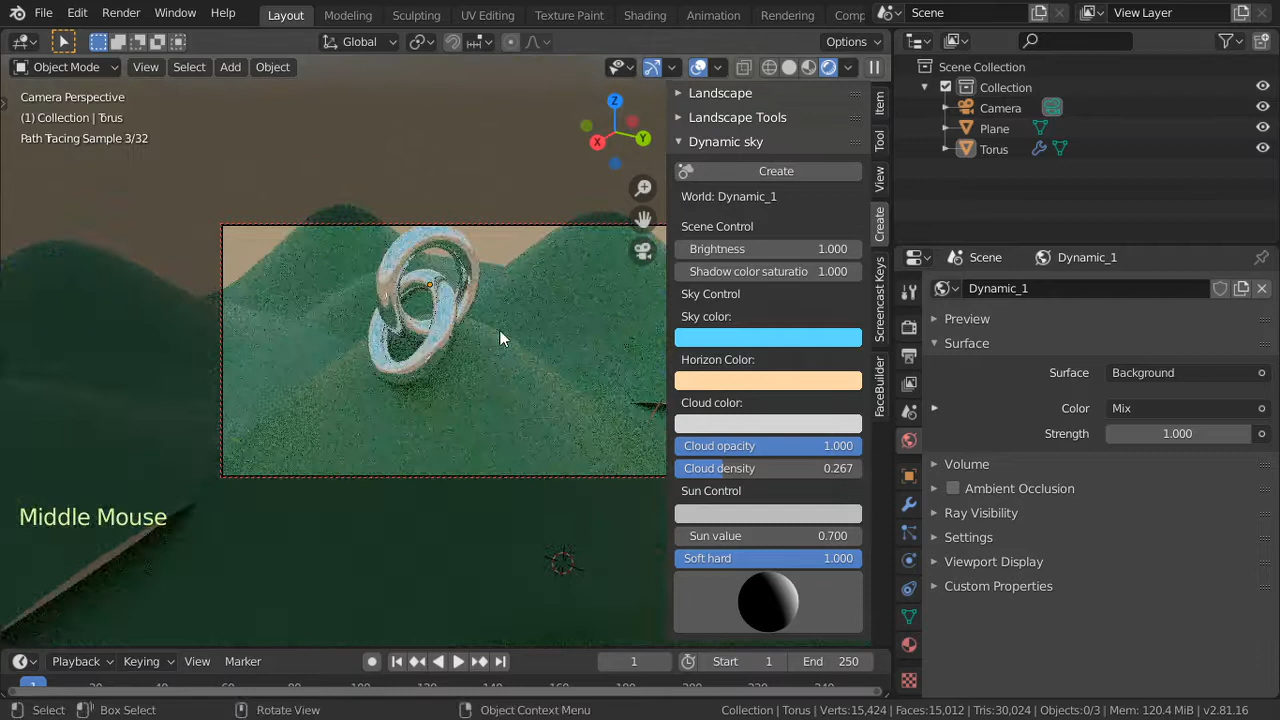 File Edit Render Window Help Layout Modeling Sculpting UV Editing Texture Paint Shading Animation Rendering Comp Scene View Layer
Global Options
Object Mode View Select Add Object
Camera Perspective
(1) Collection | Torus
Path Tacing Sample 3/32
Z
Y
X
Landscape
Landscape Tools
Dynamic sky
Create
World: Dynamic_1
Scene Control
Brightness 1.000
Shadow color saturatio 1.000
Sky Control
Sky color:
Horizon Color:
Cloud color:
Cloud opacity 1.000
Cloud density 0.267
Sun Control
Sun value 0.700
Soft hard 1.000
Item
Tool
View
Create
Screencast Keys
FaceBuilder
Scene Collection
Collection
Camera
Plane
Torus
Scene Dynamic_1
Dynamic_1
Preview
Surface
Surface Background
Color Mix
Strength 1.000
Volume
Ambient Occlusion
Ray Visibility
Settings
Viewport Display
Custom Properties
Middle Mouse
Playback Keying View Marker 1 Start 1 End 250
1
Select Box Select Rotate View Object Context Menu Collection | Torus | Verts:15,424 | Faces:15,012 | Tris:30,024 | Objects:0/3 | Mem: 120.4 MiB | v2.81.16